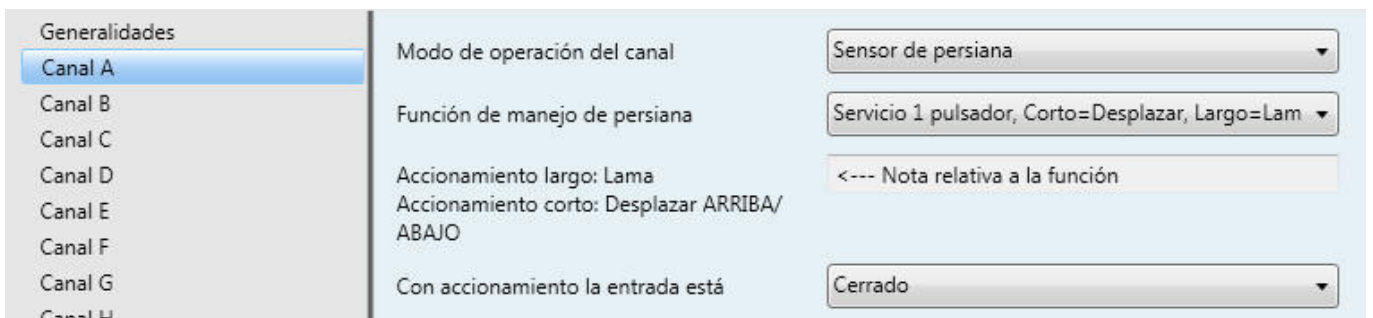 Generalidades
Canal A
Canal B
Canal C
Canal D
Canal E
Canal F
Canal G
Canal H
Modo de operación del canal
Sensor de persiana
Función de manejo de persiana
Servicio 1 pulsador, Corto=Desplazar, Largo=Lam
Accionamiento largo: Lama
Accionamiento corto: Desplazar ARRIBA/
ABAJO
<--- Nota relativa a la función
Con accionamiento la entrada está
Cerrado